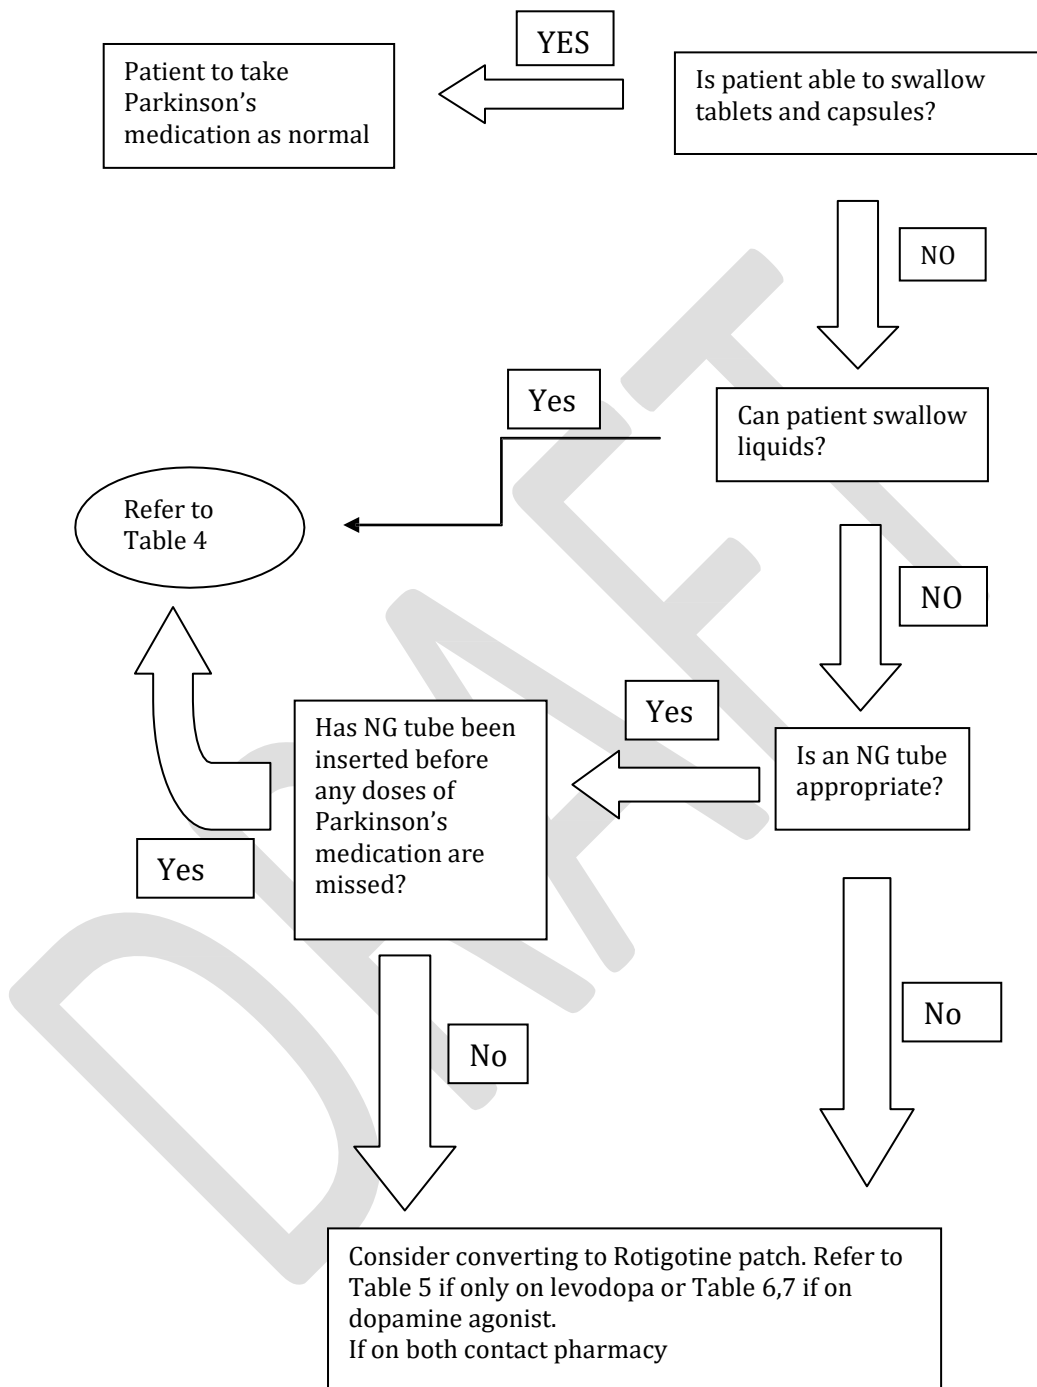 YES
Patient to take
Parkinson’s
medication as normal
Is patient able to swallow
tablets and capsules?
NO
Yes
Can patient swallow
liquids?
Refer to
Table 4
NO
Yes
Has NG tube been
inserted before
any doses of
Parkinson’s
medication are
missed?
Is an NG tube
appropriate?
Yes
No
No
Consider converting to Rotigotine patch. Refer to
Table 5 if only on levodopa or Table 6,7 if on
dopamine agonist.
If on both contact pharmacy
DRAFT